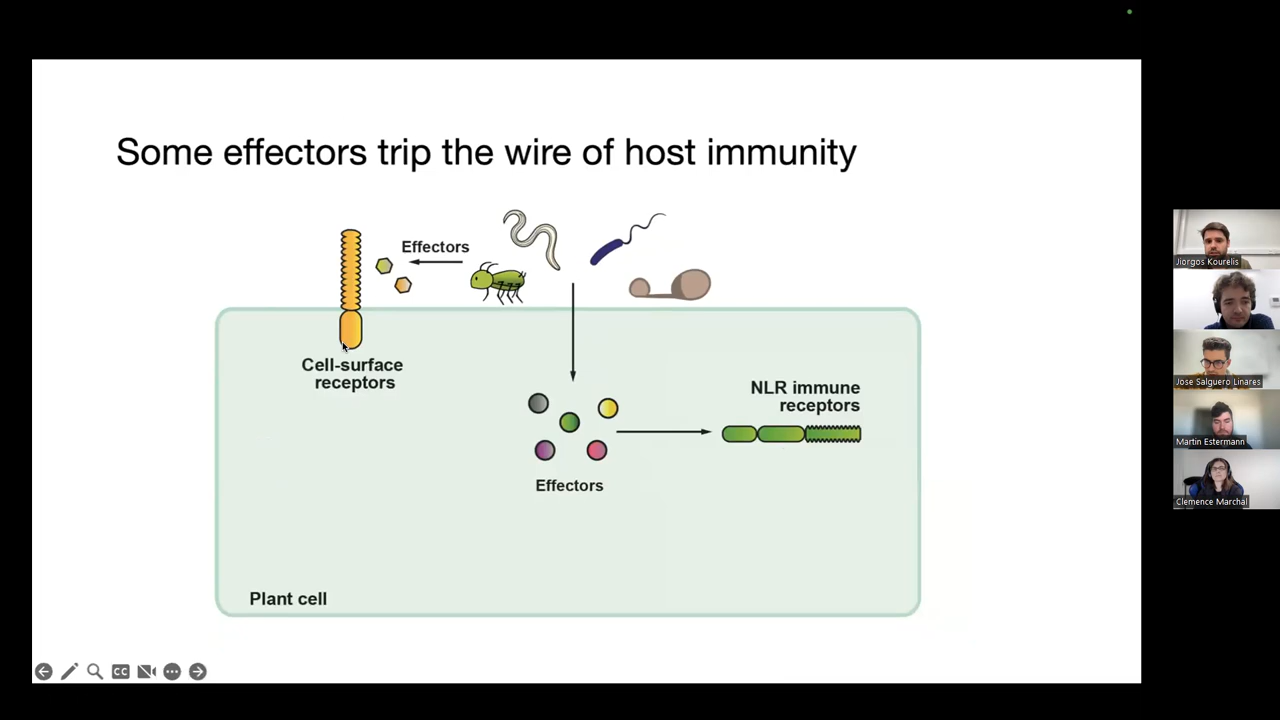 Some effectors trip the wire of host immunity
Effectors
Cell-surface
receptors
NLR immune
receptors
Effectors
Plant cell
CC
Jiorgos Kourelis
Jose Salguero Linares
Martin Estermann
Clemence Marchal